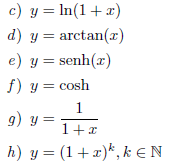 c) y = ln(1 + x)
d) y = arctan(x)
e) y = senh(x)
f) y = cosh
g) y = 1/(1 + x)
h) y = (1 + x)^k, k ∈ ℕ